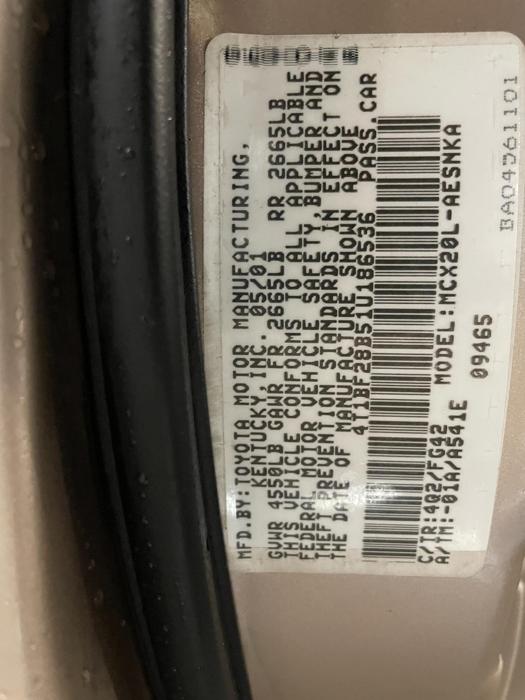 MFD.BY:TOYOTA MOTOR MANUFACTURING,
KENTUCKY,INC. 05/01
GVWR 4550LB GAWR FR 2665LB RR 2665LB
THIS VEHICLE CONFORMS TO ALL APPLICABLE
FEDERAL MOTOR VEHICLE SAFETY,BUMPER AND
THEFT PREVENTION STANDARDS IN EFFECT ON
THE DATE OF MANUFACTURE SHOWN ABOVE
4T1BF28B51U186536 PASS.CAR
C/TR:4Q2/FG42
A/TM:-01A/A541E MODEL:MCX20L-AESNKA
09465
BA04561101